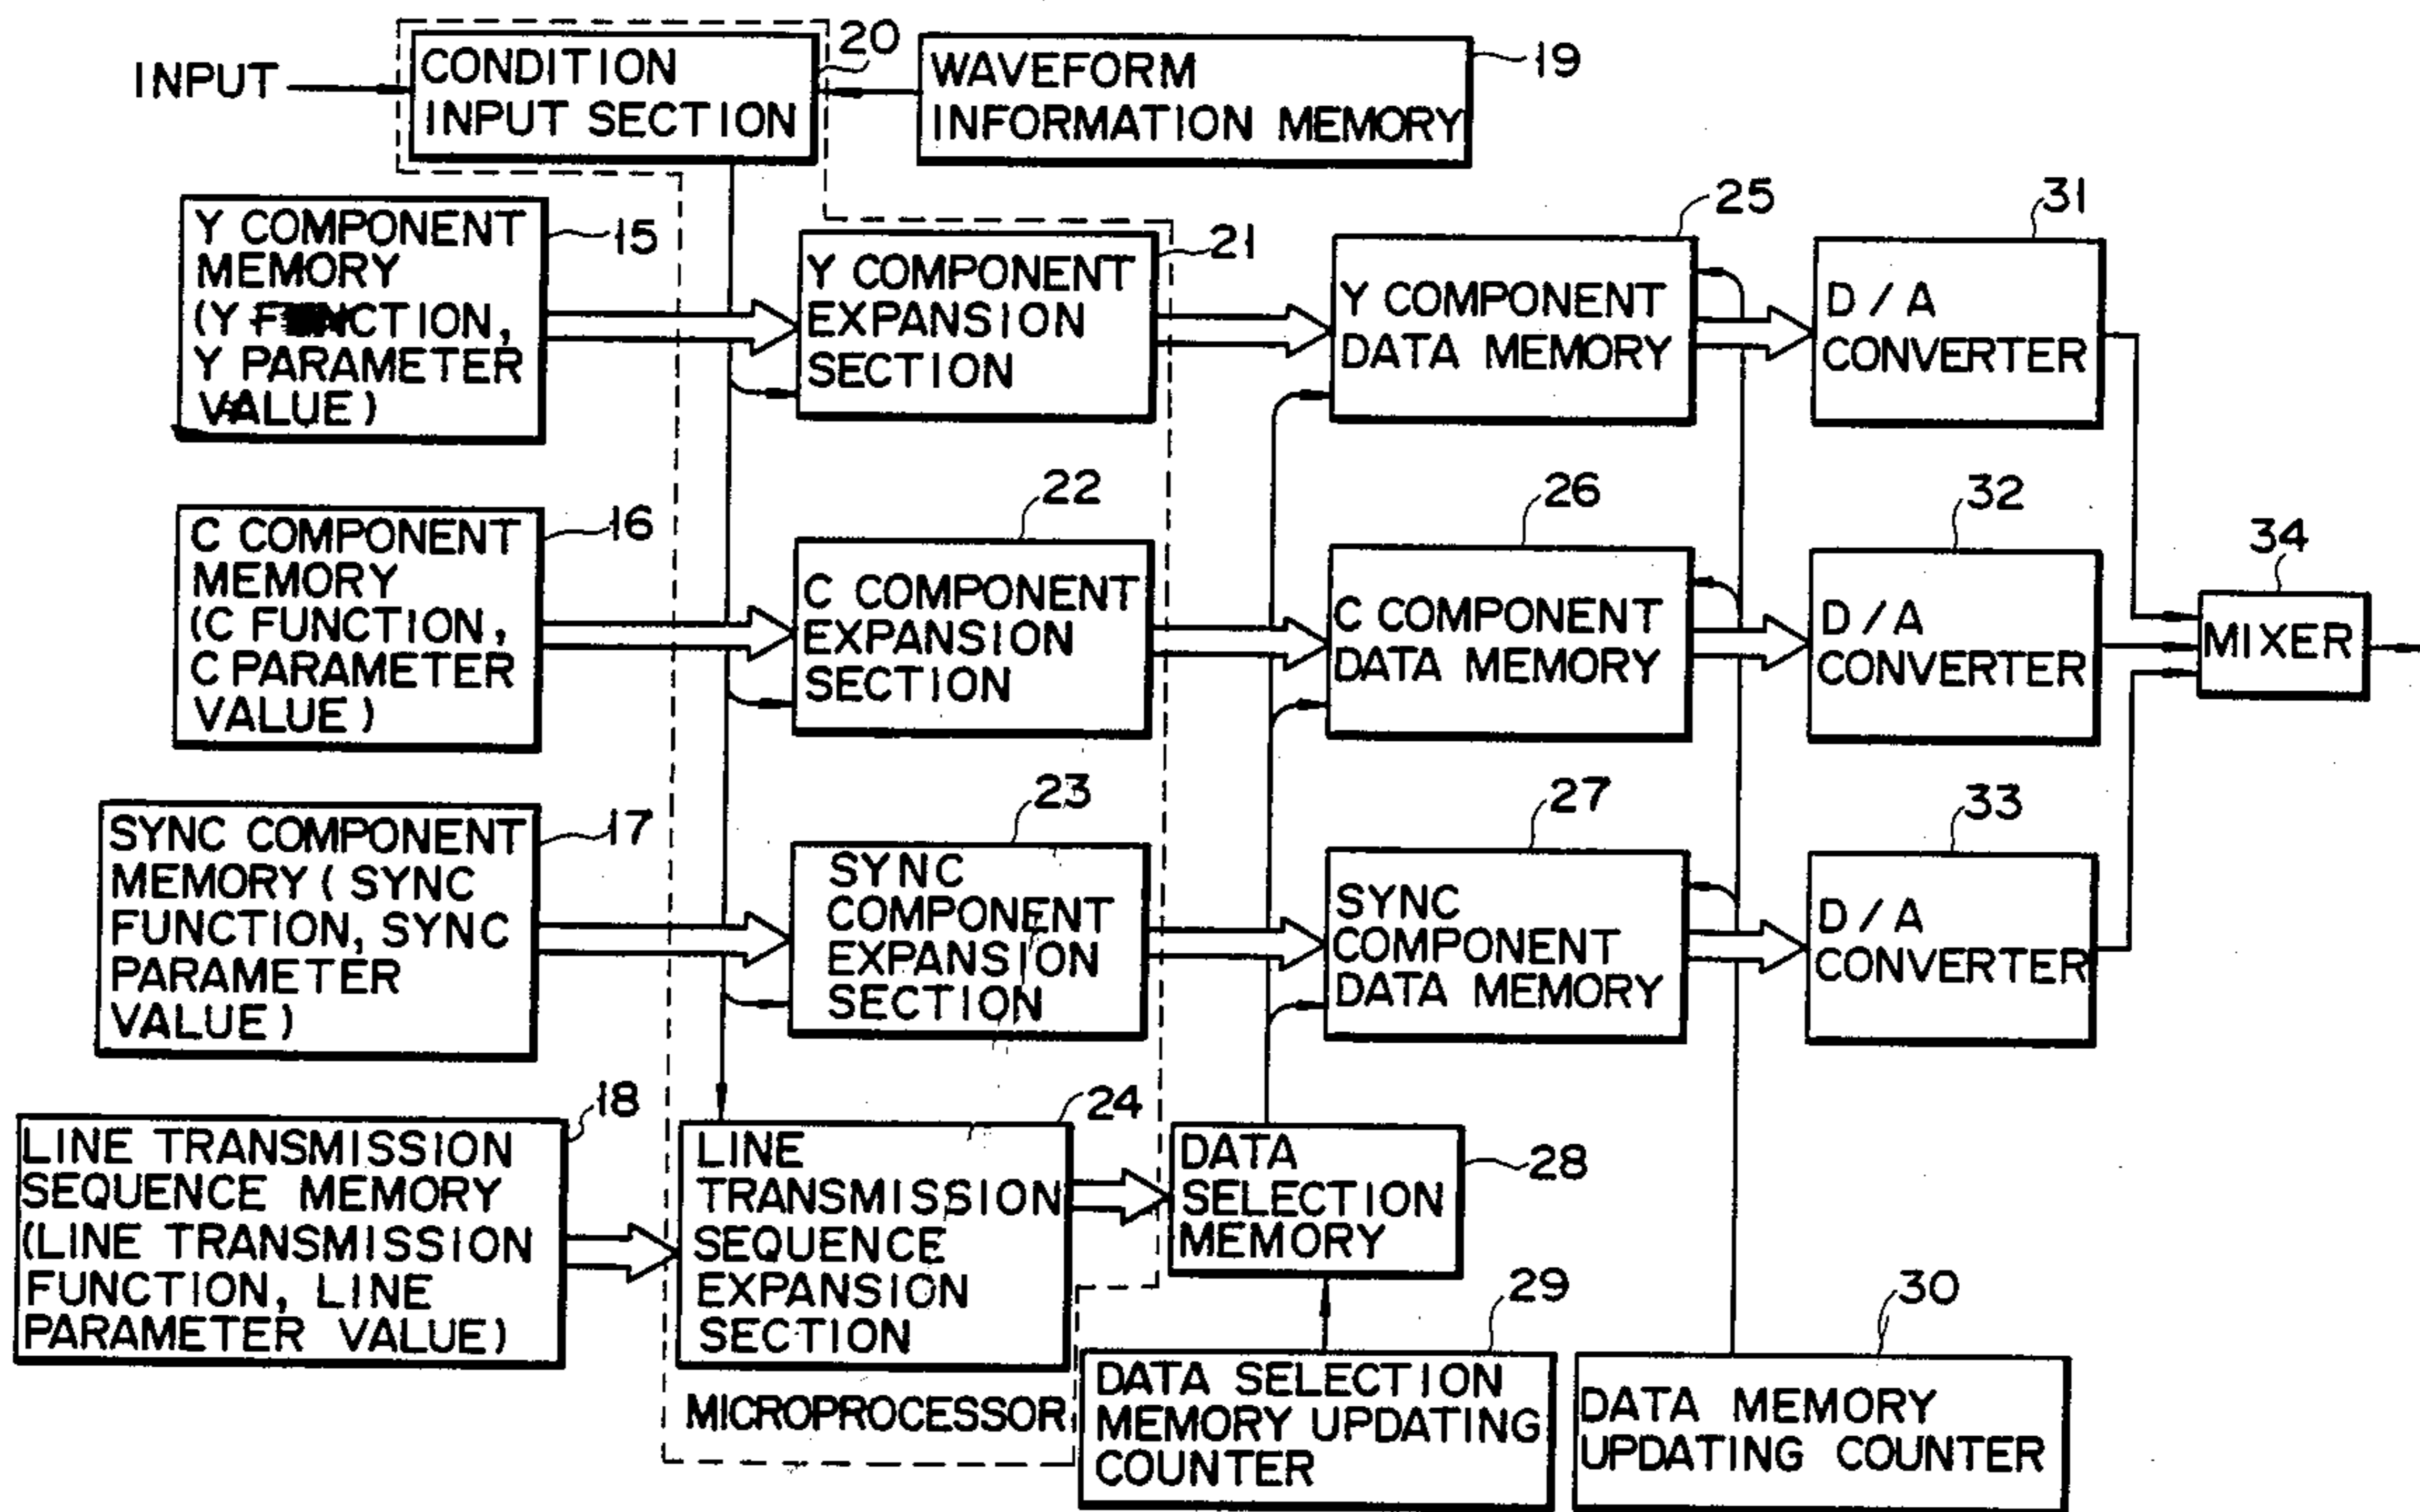 INPUT
CONDITION
INPUT SECTION
20
WAVEFORM
INFORMATION MEMORY
19
Y COMPONENT
MEMORY
(Y FUNCTION,
Y PARAMETER
VALUE)
15
Y COMPONENT
EXPANSION
SECTION
21
Y COMPONENT
DATA MEMORY
25
D/A
CONVERTER
31
C COMPONENT
MEMORY
(C FUNCTION,
C PARAMETER
VALUE)
16
C COMPONENT
EXPANSION
SECTION
22
C COMPONENT
DATA MEMORY
26
D/A
CONVERTER
32
MIXER
34
SYNC COMPONENT
MEMORY (SYNC
FUNCTION, SYNC
PARAMETER
VALUE)
17
SYNC
COMPONENT
EXPANSION
SECTION
23
SYNC
COMPONENT
DATA MEMORY
27
D/A
CONVERTER
33
LINE TRANSMISSION
SEQUENCE MEMORY
(LINE TRANSMISSION
FUNCTION, LINE
PARAMETER VALUE)
18
LINE
TRANSMISSION
SEQUENCE
EXPANSION
SECTION
24
MICROPROCESSOR
DATA
SELECTION
MEMORY
28
DATA SELECTION
MEMORY UPDATING
COUNTER
29
DATA MEMORY
UPDATING COUNTER
30